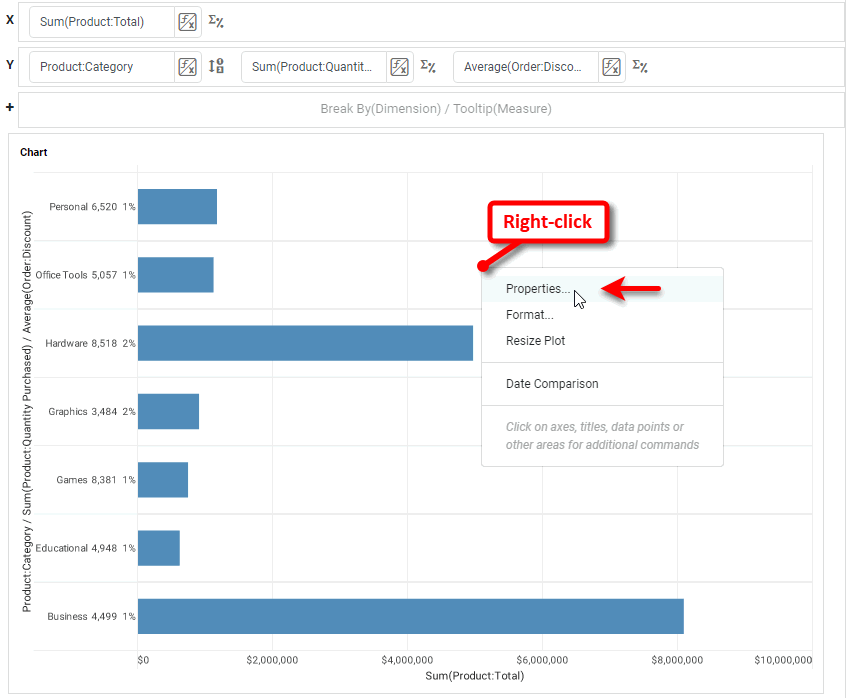 X Sum(Product:Total)
Y Product:Category Sum(Product:Quantit... Average(Order:Disco...
+ Break By(Dimension) / Tooltip(Measure)
Chart
Product:Category / Sum(Product:Quantity Purchased) / Average(Order:Discount)
Personal 6,520 1%
Office Tools 5,057 1%
Hardware 8,518 2%
Graphics 3,484 2%
Games 8,381 1%
Educational 4,948 1%
Business 4,499 1%
Right-click
Properties...
Format...
Resize Plot
Date Comparison
Click on axes, titles, data points or
other areas for additional commands
$0 $2,000,000 $4,000,000 $6,000,000 $8,000,000 $10,000,000
Sum(Product:Total)